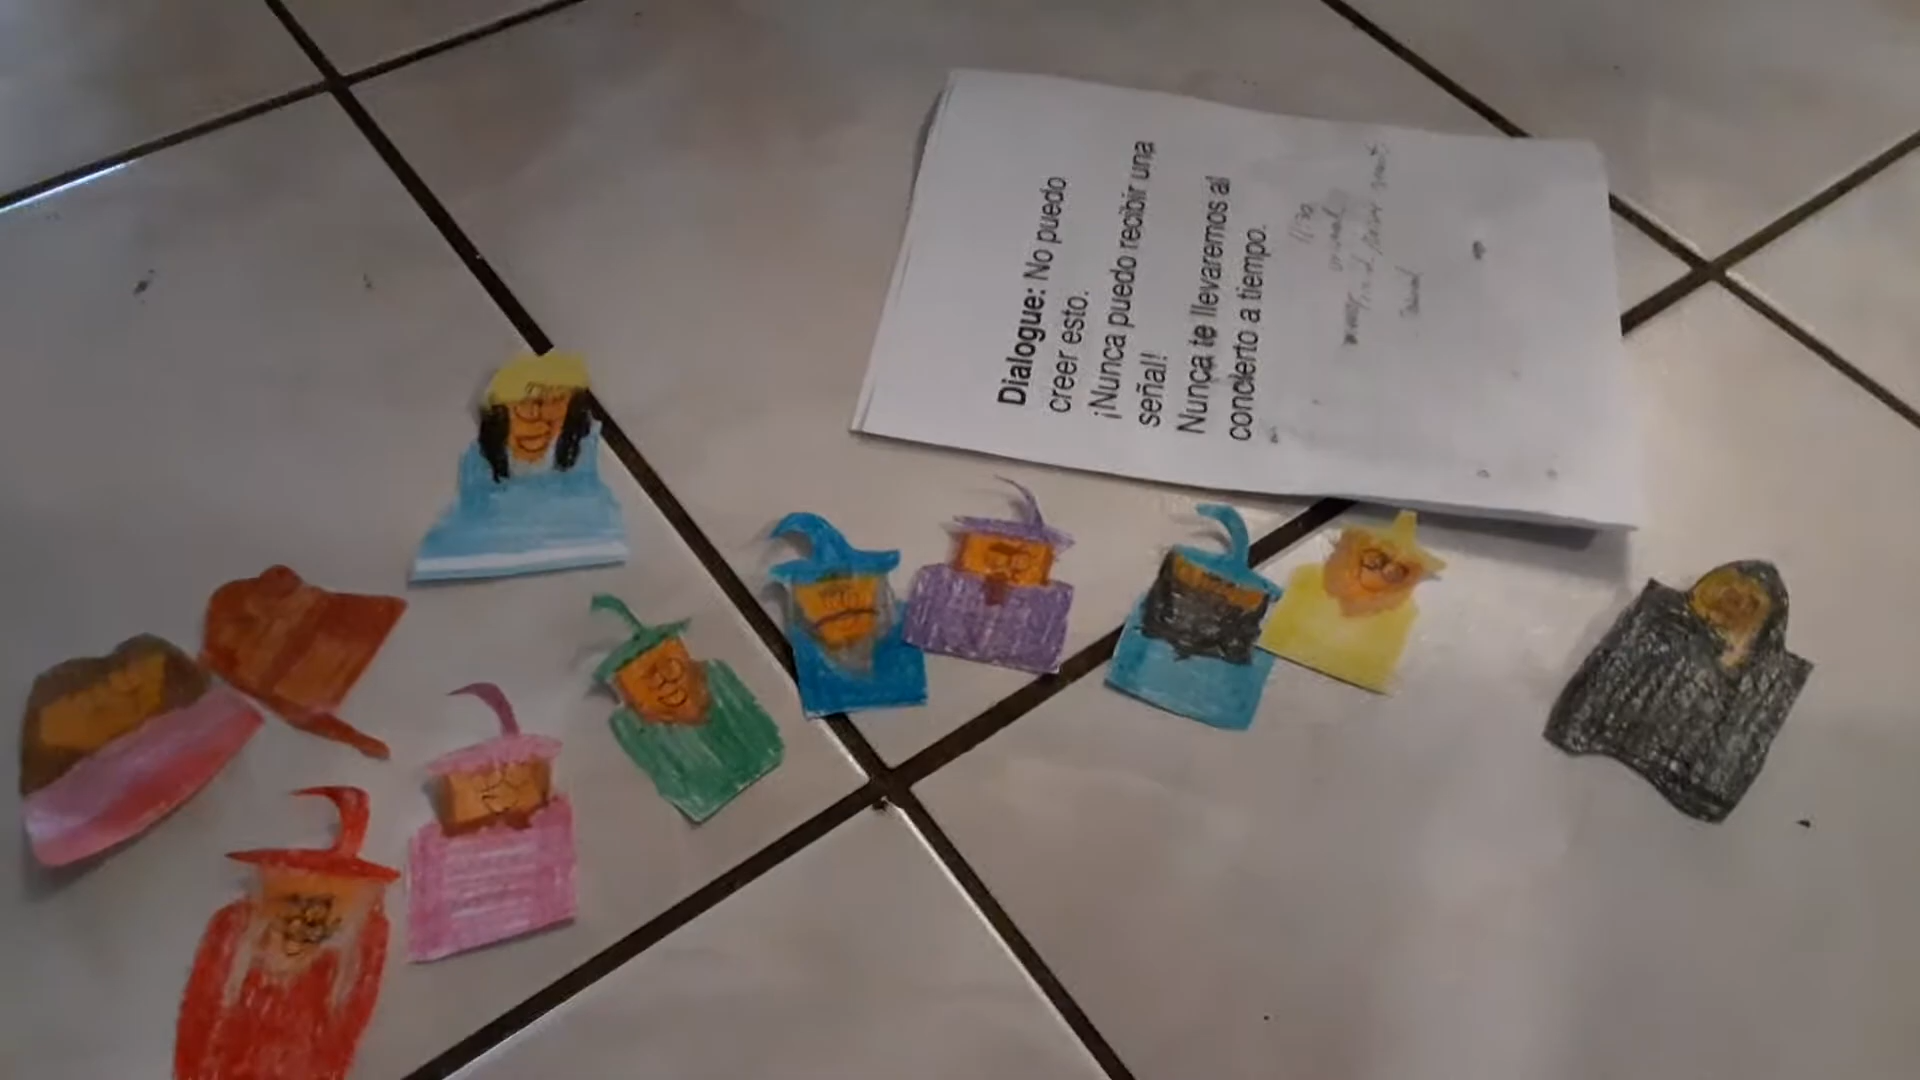 Dialogue: No puedo
creer esto.
¡Nunca puedo recibir una
señal!
Nunca te llevaremos al
concierto a tiempo.